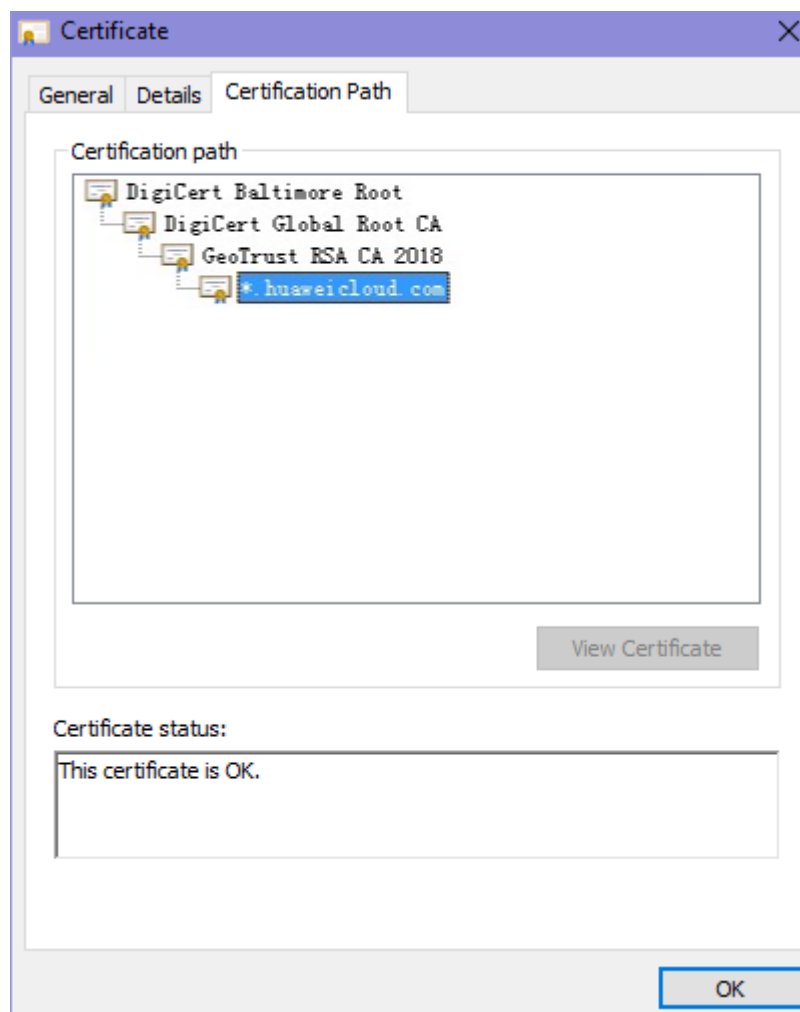 Certificate
General Details Certification Path
Certification path
DigiCert Baltimore Root
DigiCert Global Root CA
GeoTrust RSA CA 2018
*.huaweicloud.com
View Certificate
Certificate status:
This certificate is OK.
OK